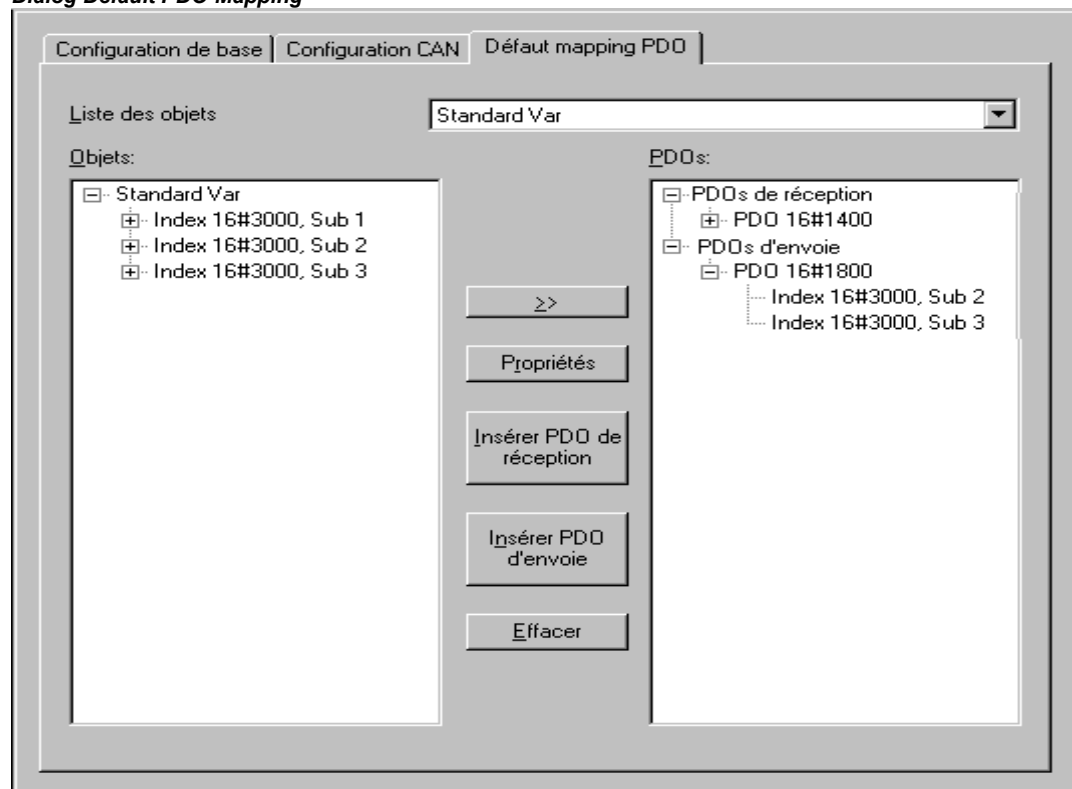 Dialog Default PDO-Mapping
Configuration de base
Configuration CAN
Défaut mapping PDO
Liste des objets
Standard Var
Objets:
PDOs:
Standard Var
Index 16#3000, Sub 1
Index 16#3000, Sub 2
Index 16#3000, Sub 3
>>
Propriétés
Insérer PDO de
réception
Insérer PDO
d'envoie
Effacer
PDOs de réception
PDO 16#1400
PDOs d'envoie
PDO 16#1800
Index 16#3000, Sub 2
Index 16#3000, Sub 3